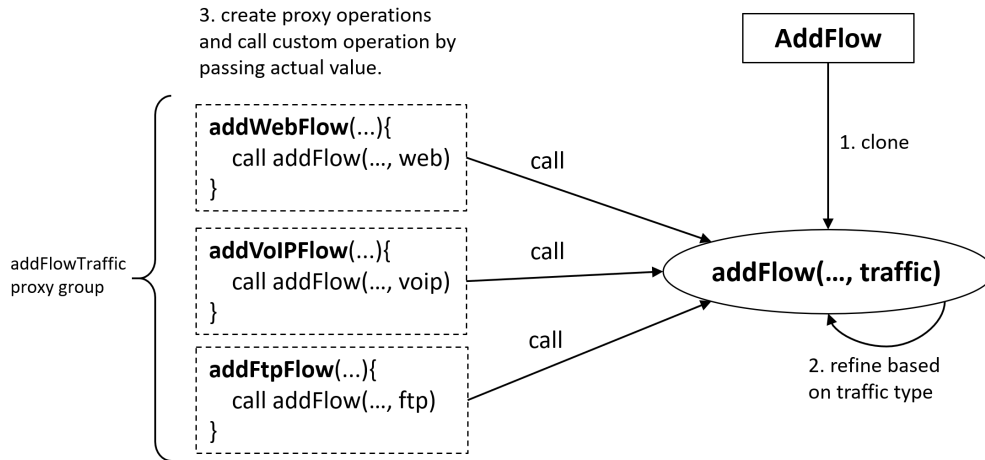 3. create proxy operations
and call custom operation by
passing actual value.
AddFlow
1. clone
addWebFlow(...){
call addFlow(..., web)
}
call
addVoIPFlow(...){
call addFlow(..., voip)
}
call
addFlowTraffic
proxy group
addFlow(..., traffic)
addFtpFlow(...){
call addFlow(..., ftp)
}
call
2. refine based
on traffic type